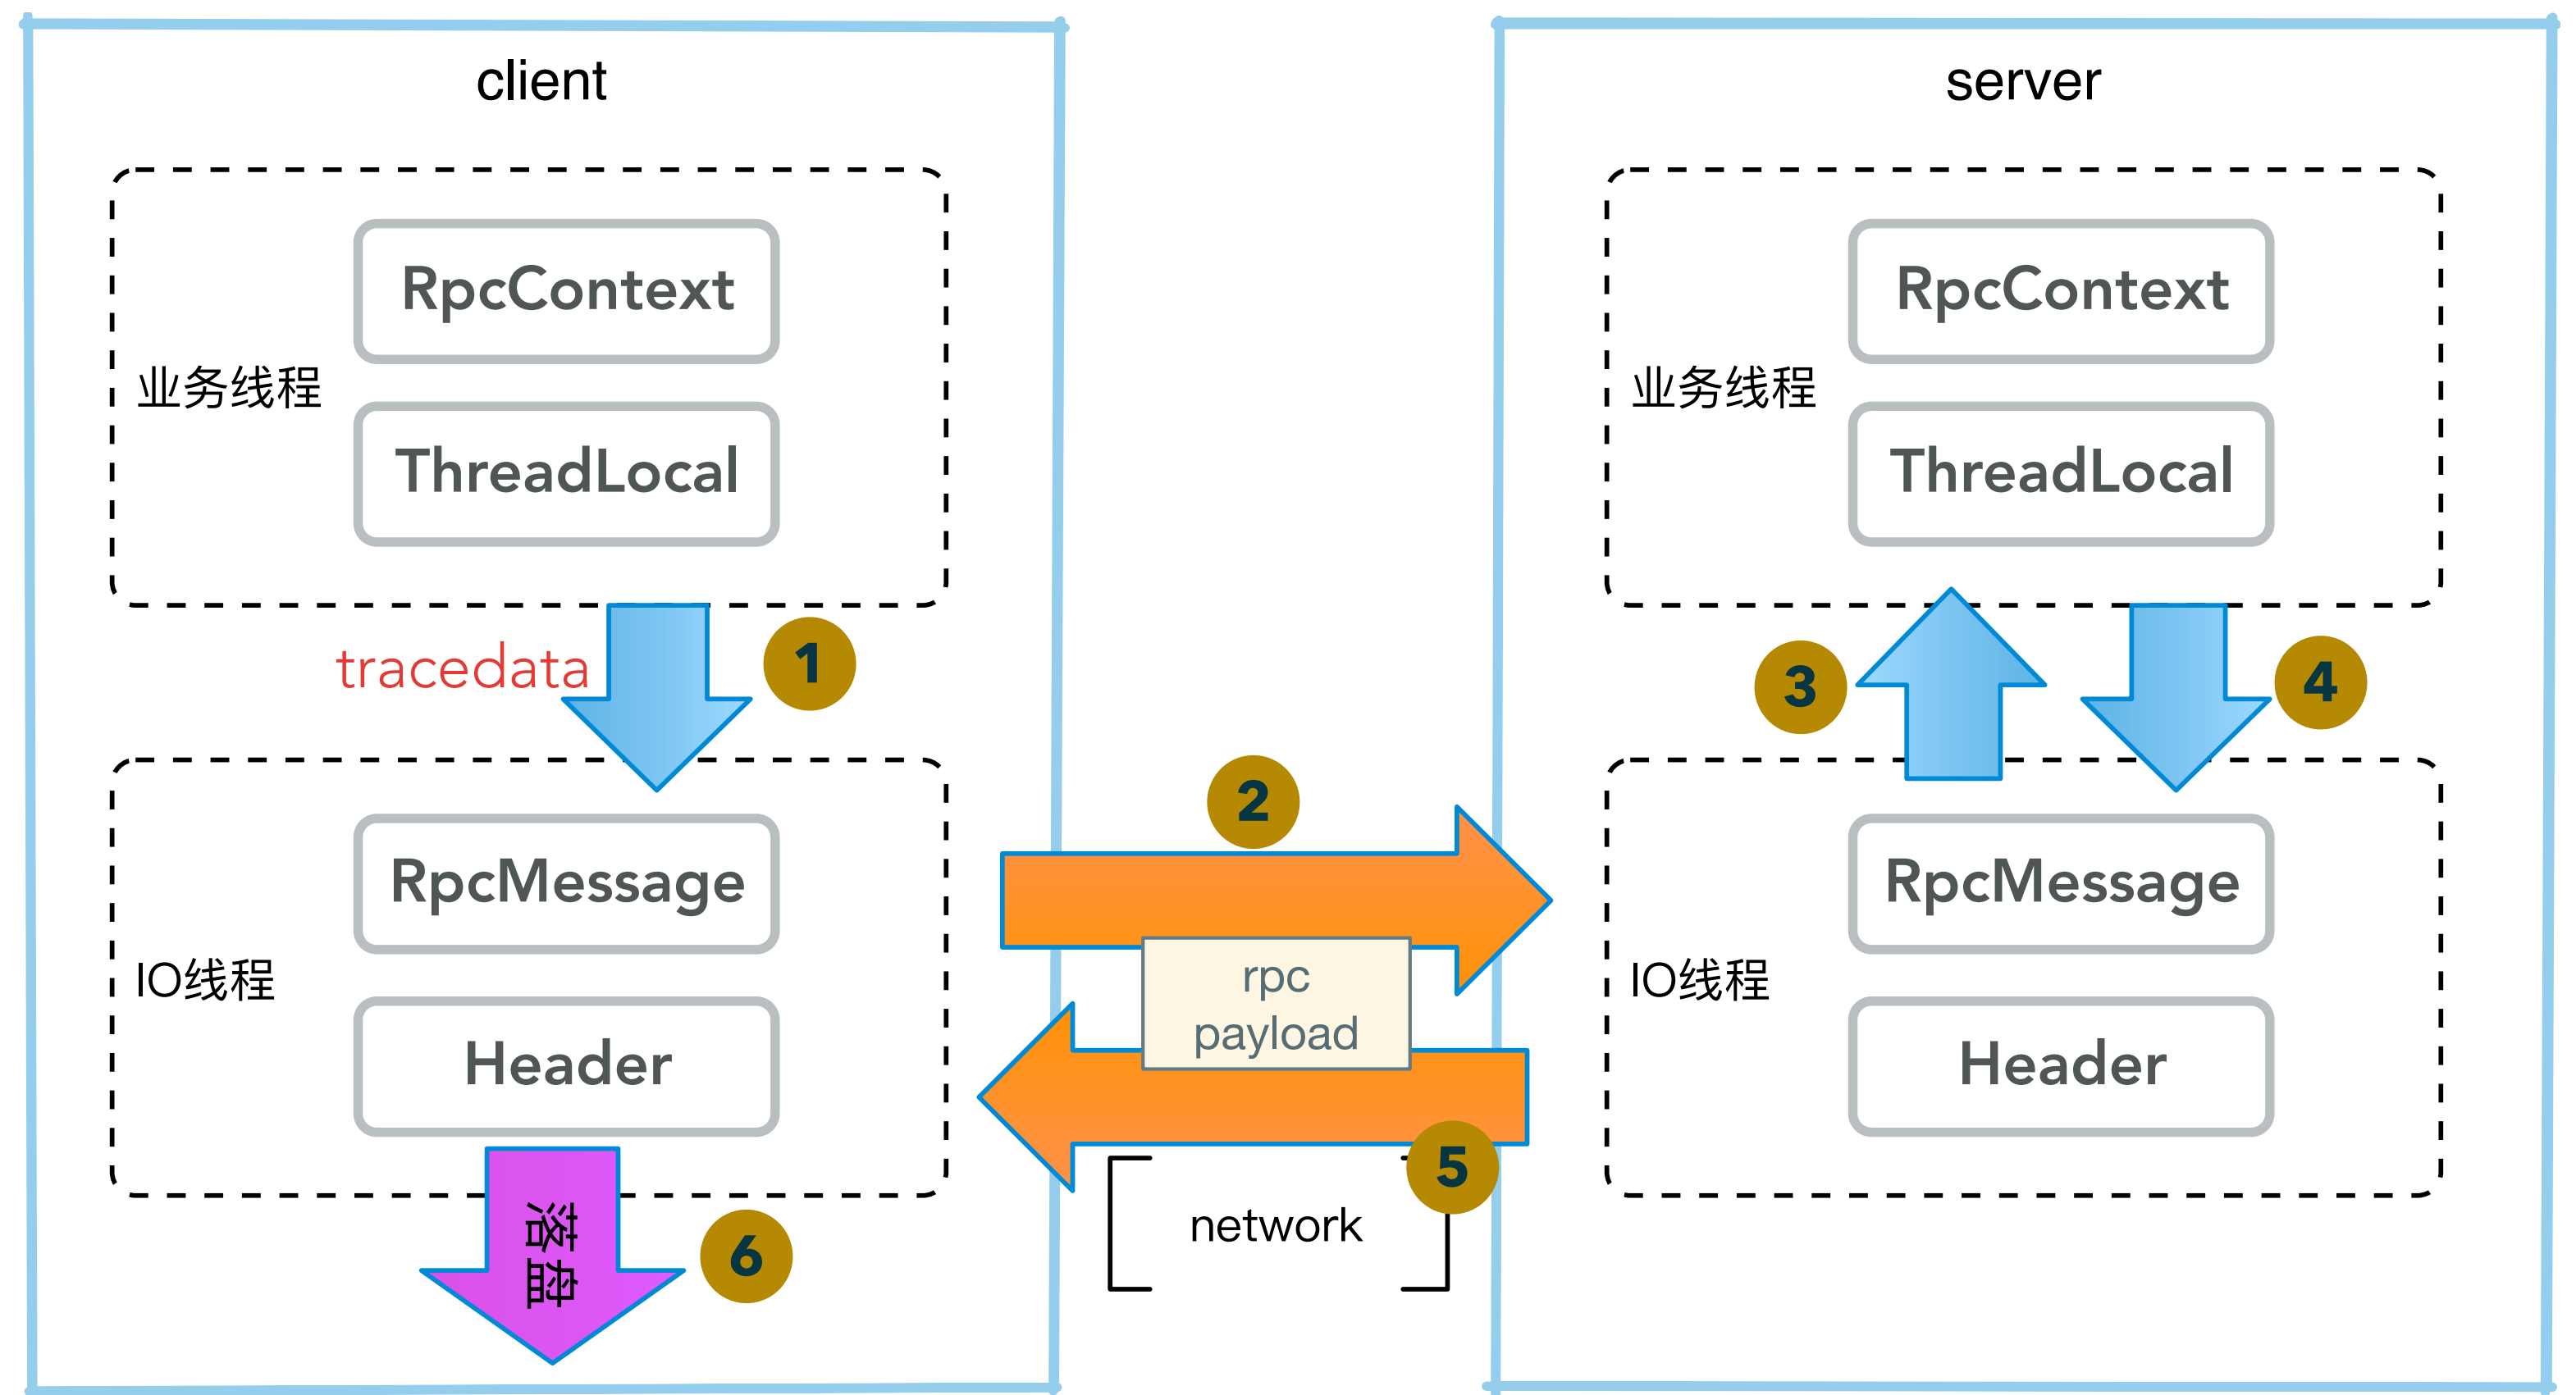 client
RpcContext
业务线程
ThreadLocal
tracedata
1
RpcMessage
IO线程
Header
落盘
6
2
rpc
payload
5
network
server
RpcContext
业务线程
ThreadLocal
3
4
RpcMessage
IO线程
Header